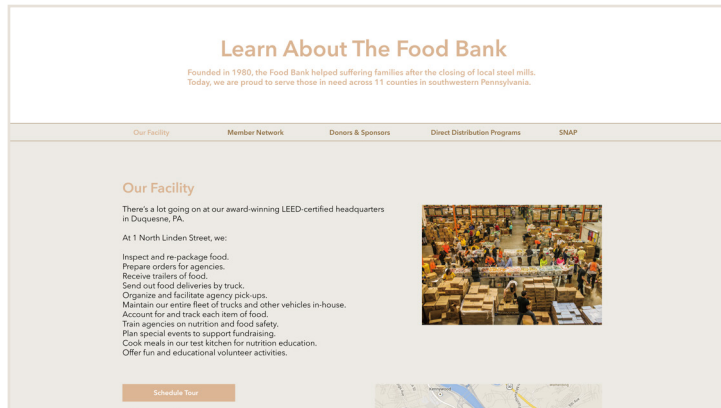 Learn About The Food Bank
Founded in 1980, the Food Bank helped suffering families after the closing of local steel mills.
Today, we are proud to serve those in need across 11 counties in southwestern Pennsylvania.
Our Facility
Member Network
Donors & Sponsors
Direct Distribution Programs
SNAP
Our Facility
There's a lot going on at our award-winning LEED-certified headquarters
in Duquesne, PA.
At 1 North Linden Street, we:
Inspect and re-package food.
Prepare orders for agencies.
Receive trailers of food.
Send out food deliveries by truck.
Organize and facilitate agency pick-ups.
Maintain our entire fleet of trucks and other vehicles in-house.
Account for and track each item of food.
Train agencies on nutrition and food safety.
Plan special events to support fundraising.
Cook meals in our test kitchen for nutrition education.
Offer fun and educational volunteer activities.
Schedule Tour